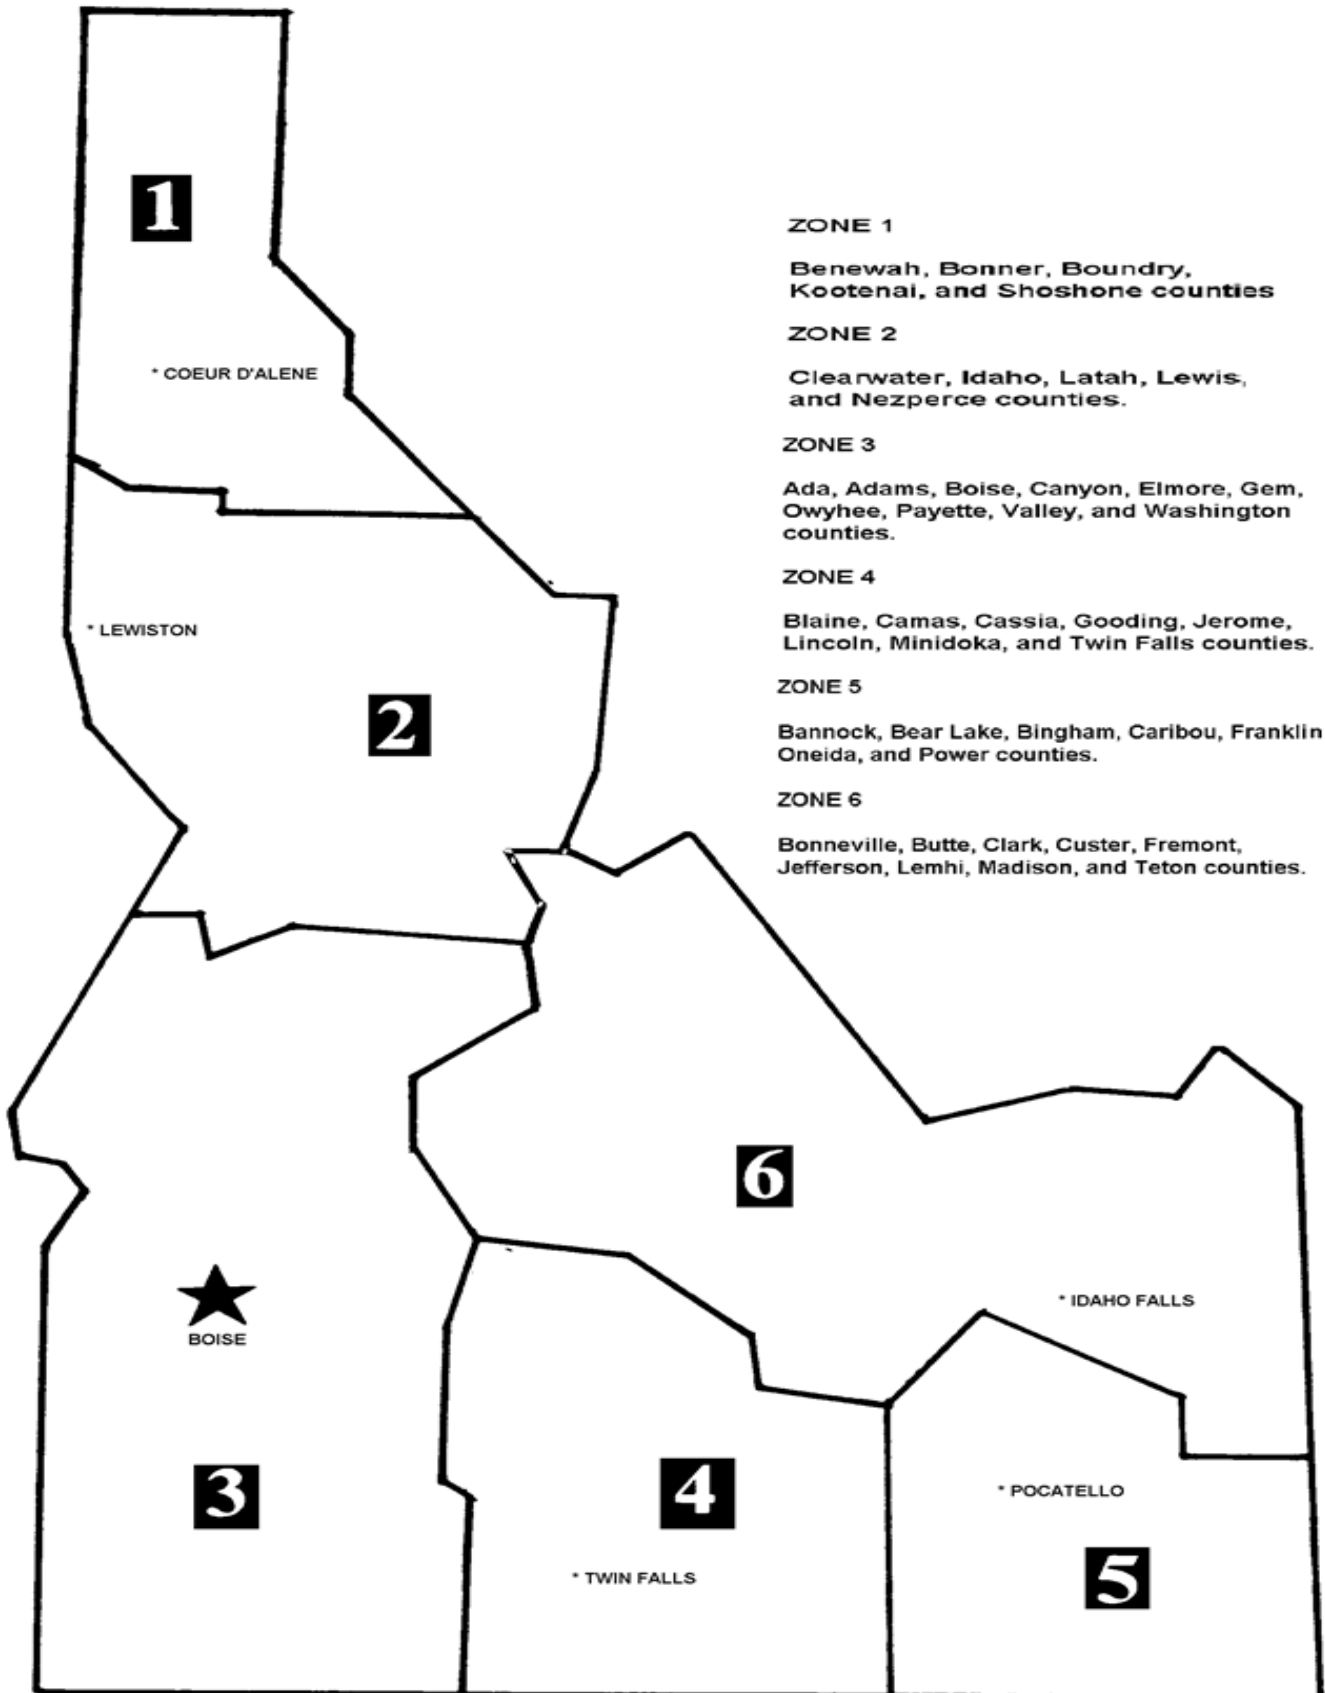 1
ZONE 1
Benewah, Bonner, Boundry,
Kootenai, and Shoshone counties
ZONE 2
* COEUR D'ALENE
Clearwater, Idaho, Latah, Lewis,
and Nezperce counties.
ZONE 3
Ada, Adams, Boise, Canyon, Elmore, Gem,
Owyhee, Payette, Valley, and Washington
counties.
ZONE 4
Blaine, Camas, Cassia, Gooding, Jerome,
Lincoln, Minidoka, and Twin Falls counties.
* LEWISTON
ZONE 5
2
Bannock, Bear Lake, Bingham, Caribou, Franklin
Oneida, and Power counties.
ZONE 6
Bonneville, Butte, Clark, Custer, Fremont,
Jefferson, Lemhi, Madison, and Teton counties.
6
* IDAHO FALLS
BOISE
3
4
* POCATELLO
* TWIN FALLS
5